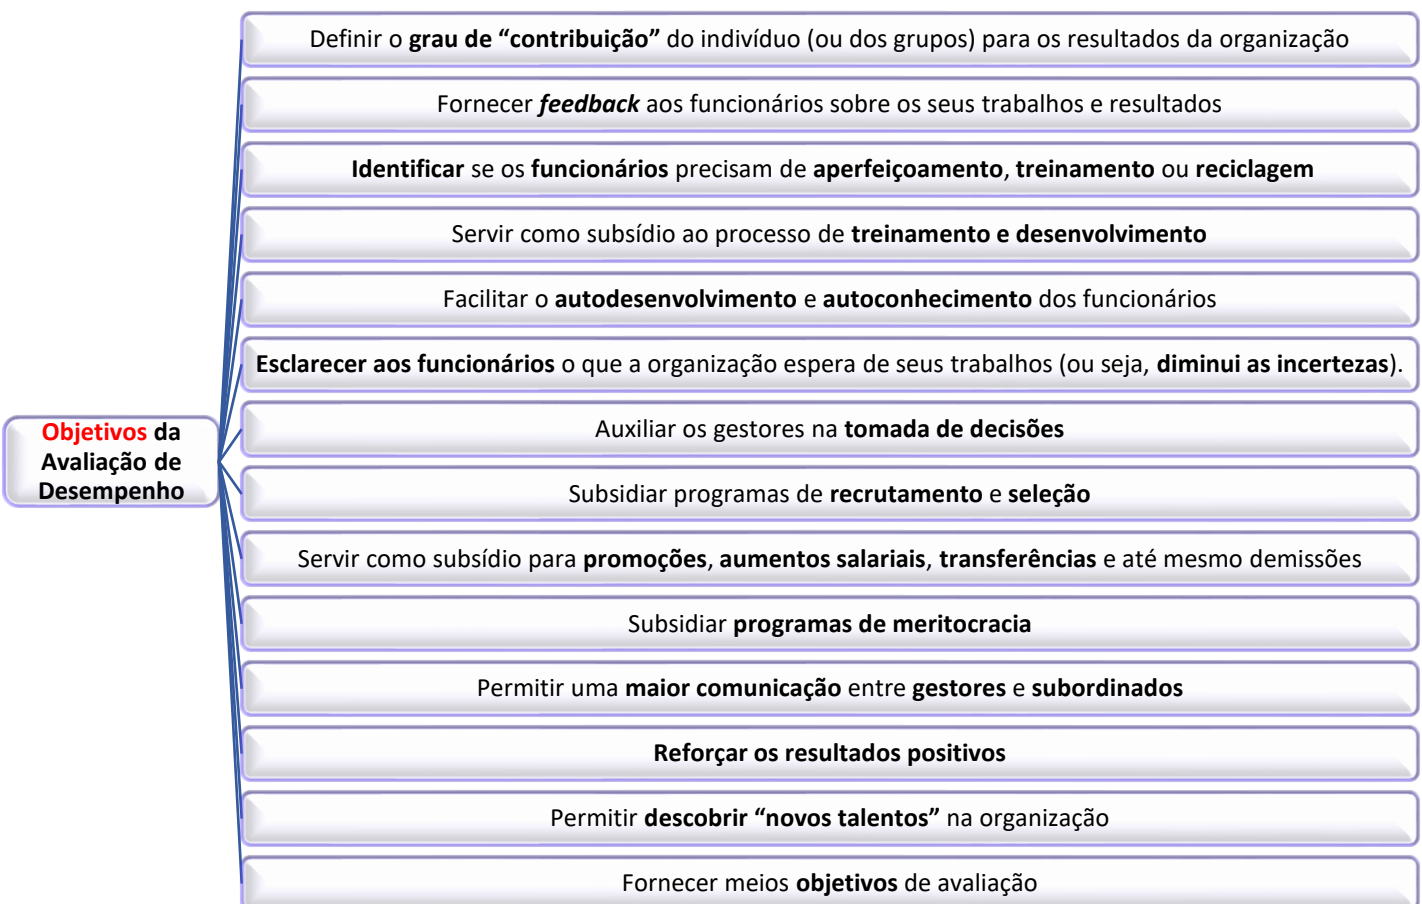 Definir o grau de “contribuição” do indivíduo (ou dos grupos) para os resultados da organização
Fornecer feedback aos funcionários sobre os seus trabalhos e resultados
Identificar se os funcionários precisam de aperfeiçoamento, treinamento ou reciclagem
Servir como subsídio ao processo de treinamento e desenvolvimento
Facilitar o autodesenvolvimento e autoconhecimento dos funcionários
Esclarecer aos funcionários o que a organização espera de seus trabalhos (ou seja, diminui as incertezas).
Objetivos da
Avaliação de
Desempenho
Auxiliar os gestores na tomada de decisões
Subsidiar programas de recrutamento e seleção
Servir como subsídio para promoções, aumentos salariais, transferências e até mesmo demissões
Subsidiar programas de meritocracia
Permitir uma maior comunicação entre gestores e subordinados
Reforçar os resultados positivos
Permitir descobrir “novos talentos” na organização
Fornecer meios objetivos de avaliação